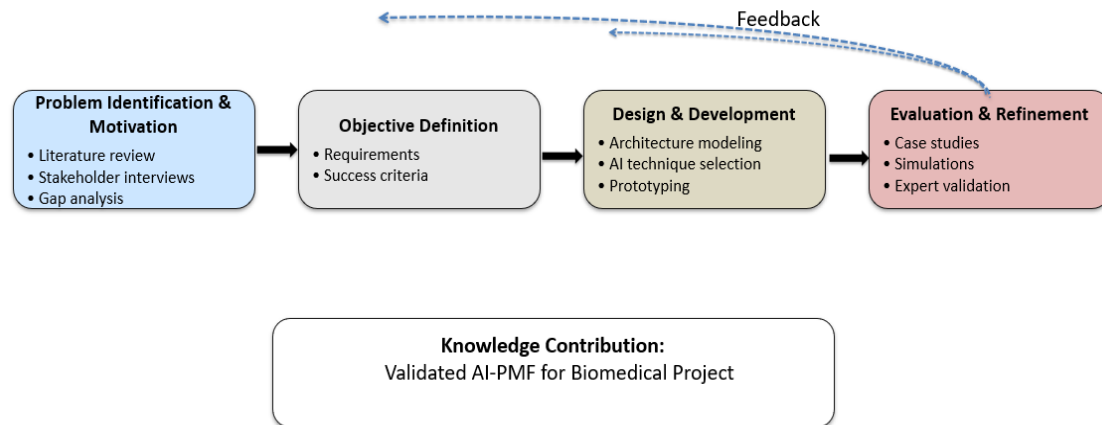 Feedback
Problem Identification &
Motivation
• Literature review
• Stakeholder interviews
• Gap analysis
Objective Definition
• Requirements
• Success criteria
Design & Development
• Architecture modeling
• AI technique selection
• Prototyping
Evaluation & Refinement
• Case studies
• Simulations
• Expert validation
Knowledge Contribution:
Validated AI-PMF for Biomedical Project